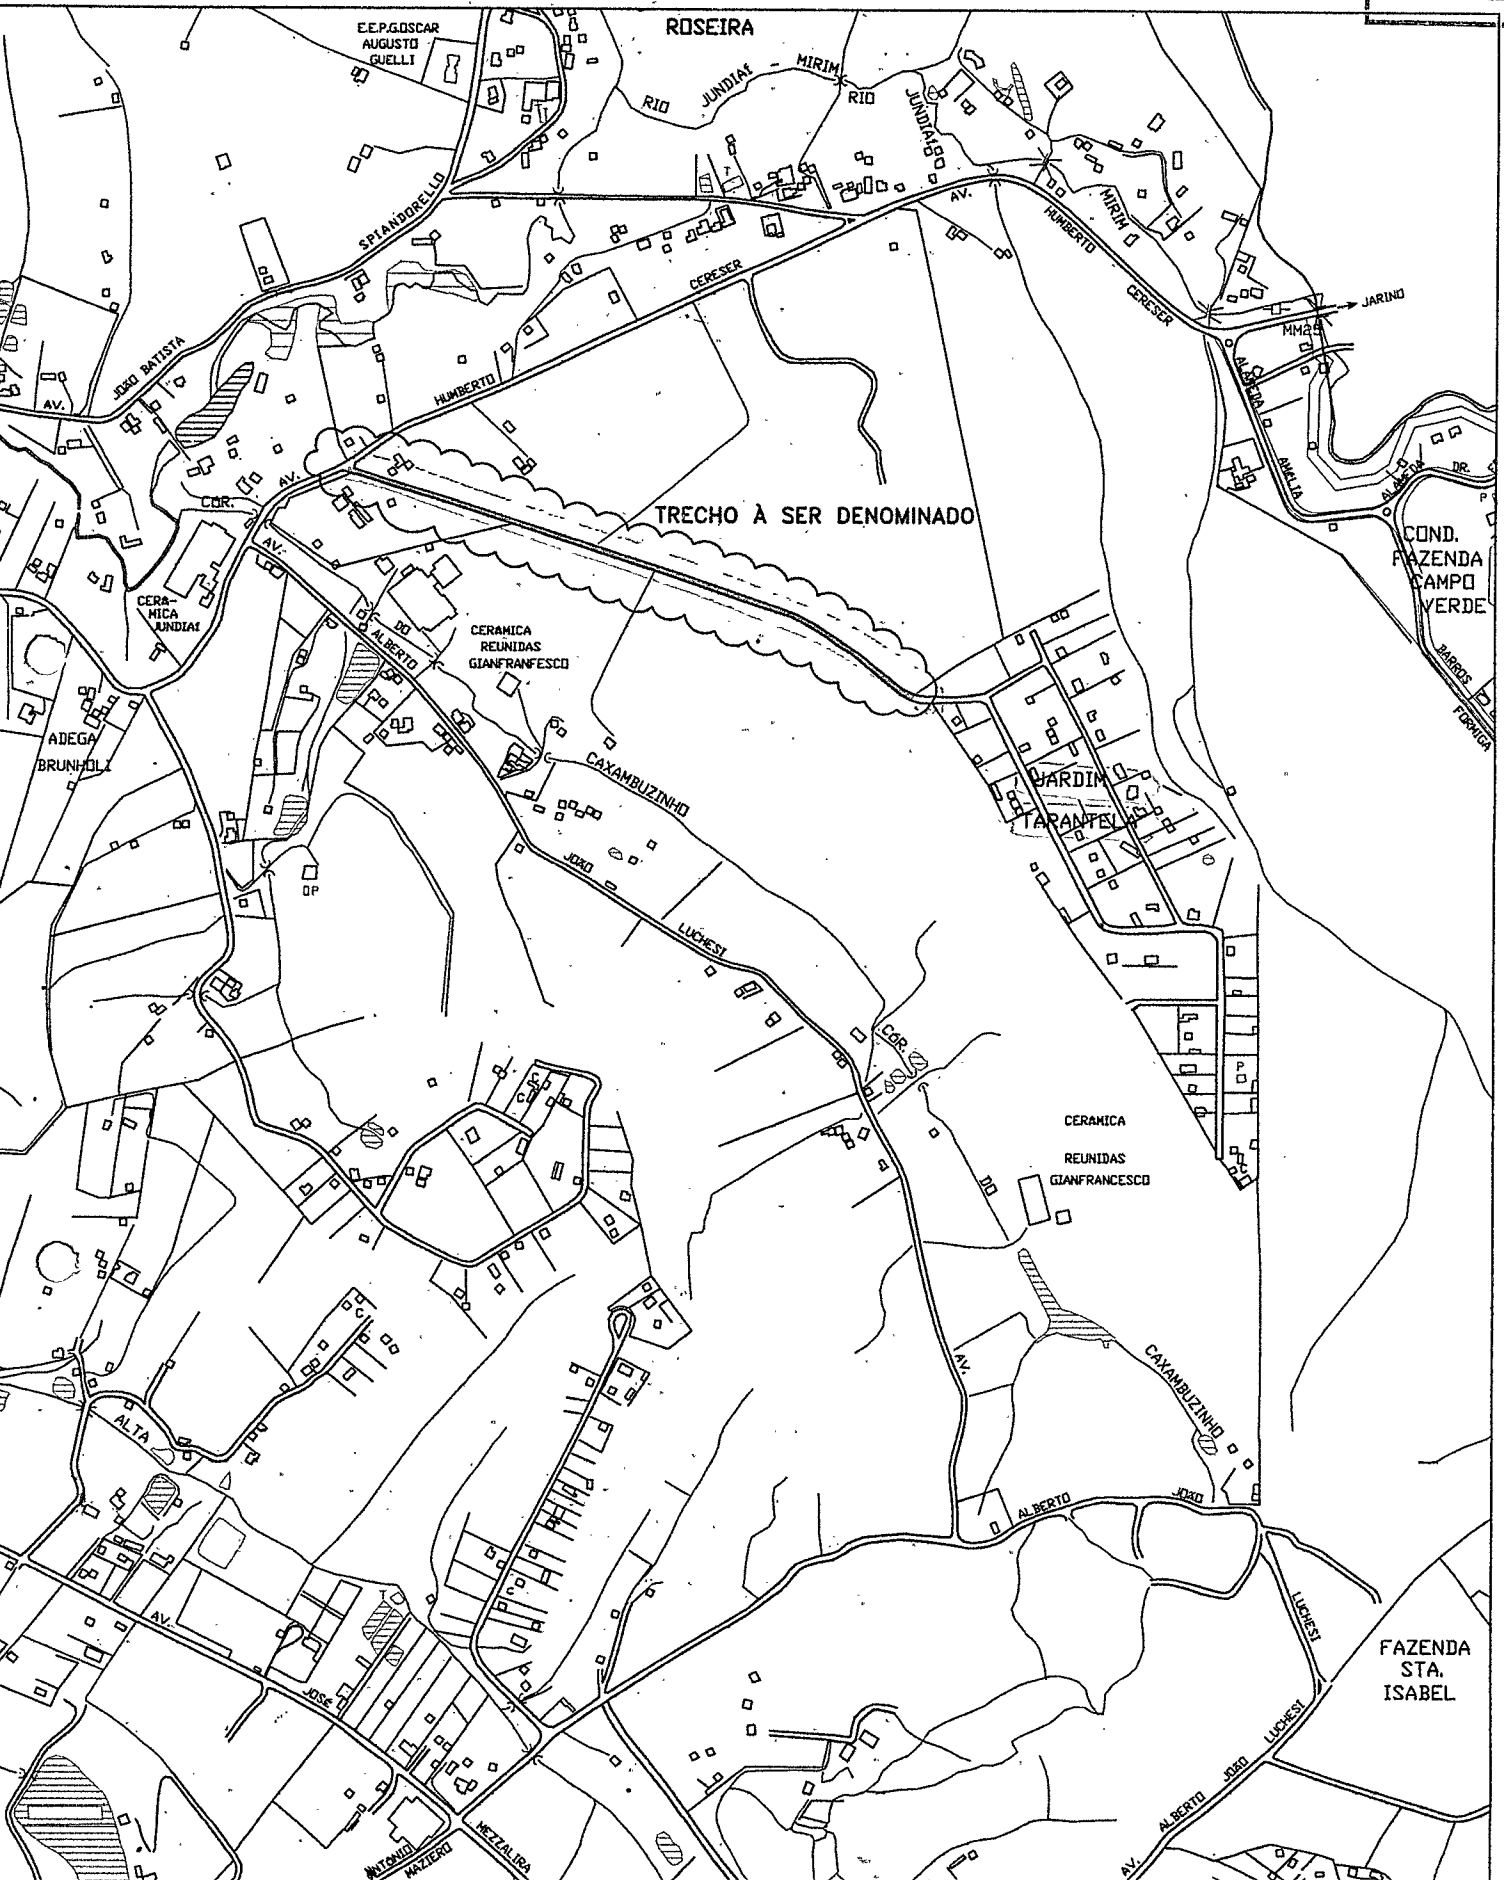 E.E.P.G.OSCAR
AUGUSTO
GUELLI
ROSEIRA
RIO JUNDIAÍ - MIRIM
RIO JUNDIAÍ
MIRIM
AV. JOÃO BATISTA SPIANDORELLO
AV. HUMBERTO CERESER
AV. HUMBERTO CERESER
JARINU
MM25
ALAMEDA AMÉLIA
ALAMEDA DR.
P
COND.
FAZENDA
CAMPO
VERDE
BARROS
FORMIGA
TRECHO À SER DENOMINADO
CÓR.
DO
CAXAMBUZINHO
CERA-
MICA
JUNDIAÍ
CERAMICA
REUNIDAS
GIANFRANFESCO
ADEGA
BRUNHOLI
AV. ALBERTO
JOÃO
LUCHESI
JARDIM
TARANTELA
OP
CÓR.
DO
CAXAMBUZINHO
P
CERAMICA
REUNIDAS
GIANFRANCESCO
C
C
C
AV.
ALTA
ALBERTO
JOÃO
LUCHESI
T
C
AV.
JOSÉ
MEZZALIRA
ANTONIO
MAZIERO
FAZENDA
STA.
ISABEL
AV. ALBERTO JOÃO LUCHESI